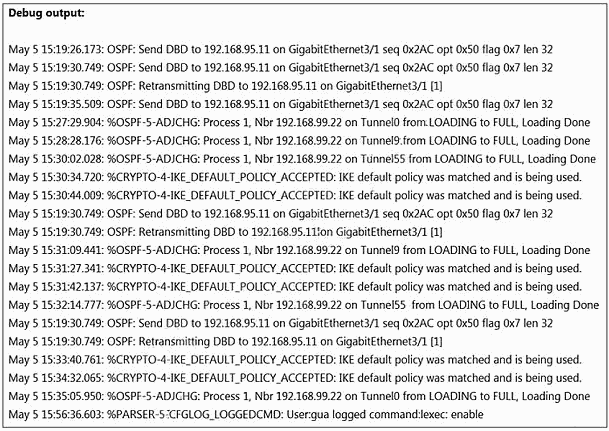 Debug output:
May 5 15:19:26.173: OSPF: Send DBD to 192.168.95.11 on GigabitEthernet3/1 seq 0x2AC opt 0x50 flag 0x7 len 32
May 5 15:19:30.749: OSPF: Send DBD to 192.168.95.11 on GigabitEthernet3/1 seq 0x2AC opt 0x50 flag 0x7 len 32
May 5 15:19:30.749: OSPF: Retransmitting DBD to 192.168.95.11 on GigabitEthernet3/1 [1]
May 5 15:19:35.509: OSPF: Send DBD to 192.168.95.11 on GigabitEthernet3/1 seq 0x2AC opt 0x50 flag 0x7 len 32
May 5 15:27:29.904: %OSPF-5-ADJCHG: Process 1, Nbr 192.168.99.22 on Tunnel0 from.LOADING to FULL, Loading Done
May 5 15:28:28.176: %OSPF-5-ADJCHG: Process 1, Nbr 192.168.99.22 on Tunnel9.from LOADING to FULL, Loading Done
May 5 15:30:02.028: %OSPF-5-ADJCHG: Process 1, Nbr 192.168.99.22 on Tunnel55 from LOADING to FULL, Loading Done
May 5 15:30:34.720: %CRYPTO-4-IKE_DEFAULT_POLICY_ACCEPTED: IKE default policy was matched and is being used.
May 5 15:30:44.009: %CRYPTO-4-IKE_DEFAULT_POLICY_ACCEPTED: IKE default policy was matched and is being used.
May 5 15:19:30.749: OSPF: Send DBD to 192.168.95.11 on GigabitEthernet3/1 seq 0x2AC opt 0x50 flag 0x7 len 32
May 5 15:19:30.749: OSPF: Retransmitting DBD to 192.168.95.11 on GigabitEthernet3/1 [1]
May 5 15:31:09.441: %OSPF-5-ADJCHG: Process 1, Nbr 192.168.99.22 on Tunnel9 from LOADING to FULL, Loading Done
May 5 15:31:27.341: %CRYPTO-4-IKE_DEFAULT_POLICY_ACCEPTED: IKE default policy was matched and is being used.
May 5 15:31:42.137: %CRYPTO-4-IKE_DEFAULT_POLICY_ACCEPTED: IKE default policy was matched and is being used.
May 5 15:32:14.777: %OSPF-5-ADJCHG: Process 1, Nbr 192.168.99.22 on Tunnel55 from LOADING to FULL, Loading Done
May 5 15:19:30.749: OSPF: Send DBD to 192.168.95.11 on GigabitEthernet3/1 seq 0x2AC opt 0x50 flag 0x7 len 32
May 5 15:19:30.749: OSPF: Retransmitting DBD to 192.168.95.11 on GigabitEthernet3/1 [1]
May 5 15:33:40.761: %CRYPTO-4-IKE_DEFAULT_POLICY_ACCEPTED: IKE default policy was matched and is being used.
May 5 15:34:32.065: %CRYPTO-4-IKE_DEFAULT_POLICY_ACCEPTED: IKE default policy was matched and is being used.
May 5 15:35:05.950: %OSPF-5-ADJCHG: Process 1, Nbr 192.168.99.22 on Tunnel0 from LOADING to FULL, Loading Done
May 5 15:56:36.603: %PARSER-5-CFGLOG_LOGGEDCMD: User:gua logged command:lexec: enable